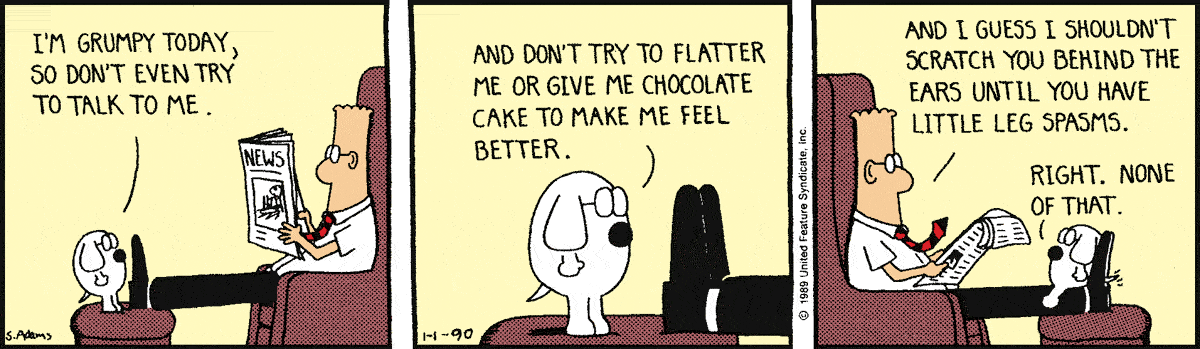 I'M GRUMPY TODAY,
SO DON'T EVEN TRY
TO TALK TO ME.
NEWS
S. Adams
AND DON'T TRY TO FLATTER
ME OR GIVE ME CHOCOLATE
CAKE TO MAKE ME FEEL
BETTER.
1-1-90
© 1989 United Feature Syndicate, Inc.
AND I GUESS I SHOULDN'T
SCRATCH YOU BEHIND THE
EARS UNTIL YOU HAVE
LITTLE LEG SPASMS.
RIGHT. NONE
OF THAT.